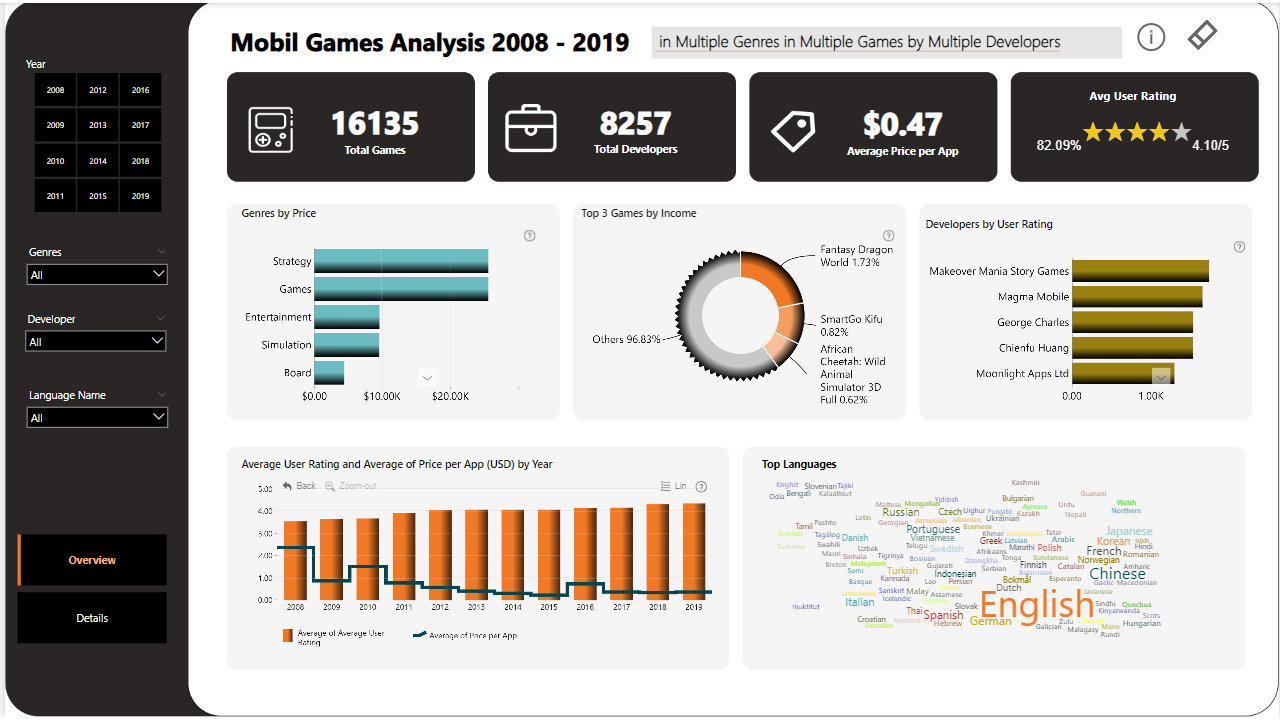 Mobil Games Analysis 2008 - 2019
in Multiple Genres in Multiple Games by Multiple Developers
Year
2008 2012 2016
2009 2013 2017
2010 2014 2018
2011 2015 2019
Genres
All
Developer
All
Language Name
All
Overview
Details
16135
Total Games
8257
Total Developers
$0.47
Average Price per App
Avg User Rating
82.09%
4.10/5
Genres by Price
Strategy
Games
Entertainment
Simulation
Board
$0.00 $10.00K $20.00K
Top 3 Games by Income
Fantasy Dragon
World 1.73%
SmartGo Kifu
0.82%
African
Cheetah: Wild
Animal
Simulator 3D
Full 0.62%
Others 96.83%
Developers by User Rating
Makeover Mania Story Games
Magma Mobile
George Charles
Chienfu Huang
Moonlight Apps Ltd
0.00 1.00K
Average User Rating and Average of Price per App (USD) by Year
Back Zoom-out Lin
5.00
4.00
3.00
2.00
1.00
0.00
2008 2009 2010 2011 2012 2013 2014 2015 2016 2017 2018 2019
Average of Average User
Rating
Average of Price per App
Top Languages
Kashmiri
Kirghiz Slovenian Tajiki
Odia Bengali Kalaallisut
Guarani
Maltese Mongolian Yiddish Bulgarian Aymara Urdu Welsh
Russian Czech Uighur Punjabi Kazakh Nepali Northern
Latin Georgian Armenian Albanian Ukrainian
Tamil Pashto Portuguese Burmese Japanese
Kurdish Tagalog Danish Vietnamese Khmer Azerbaijani Tatar
Swahili Telugu Greek Latvian Arabic Korean Irish
Turkmen Uzbek Swedish Marathi Polish French Hindi
Maori Sinhala Tigrinya Bosnian Afrikaans Tonga Sundanese Romanian
Breton Malayalam Gujarati Dzongkha Finnish Catalan Norwegian
Sami Turkish Indonesian Serbian Belarusian Chinese Amharic
Basque Kannada Lao Persian Bokmål Esperanto Gaelic Macedonian
Lithuanian Sanskrit Malay Assamese Dutch Javanese
Inuktitut Italian Icelandic Slovak English Sindhi Quechua
Thai Spanish Kinyarwanda Scots
Croatian Nynorsk Hebrew German Zulu Hungarian
Estonian Galician Malagasy Manx
Rundi